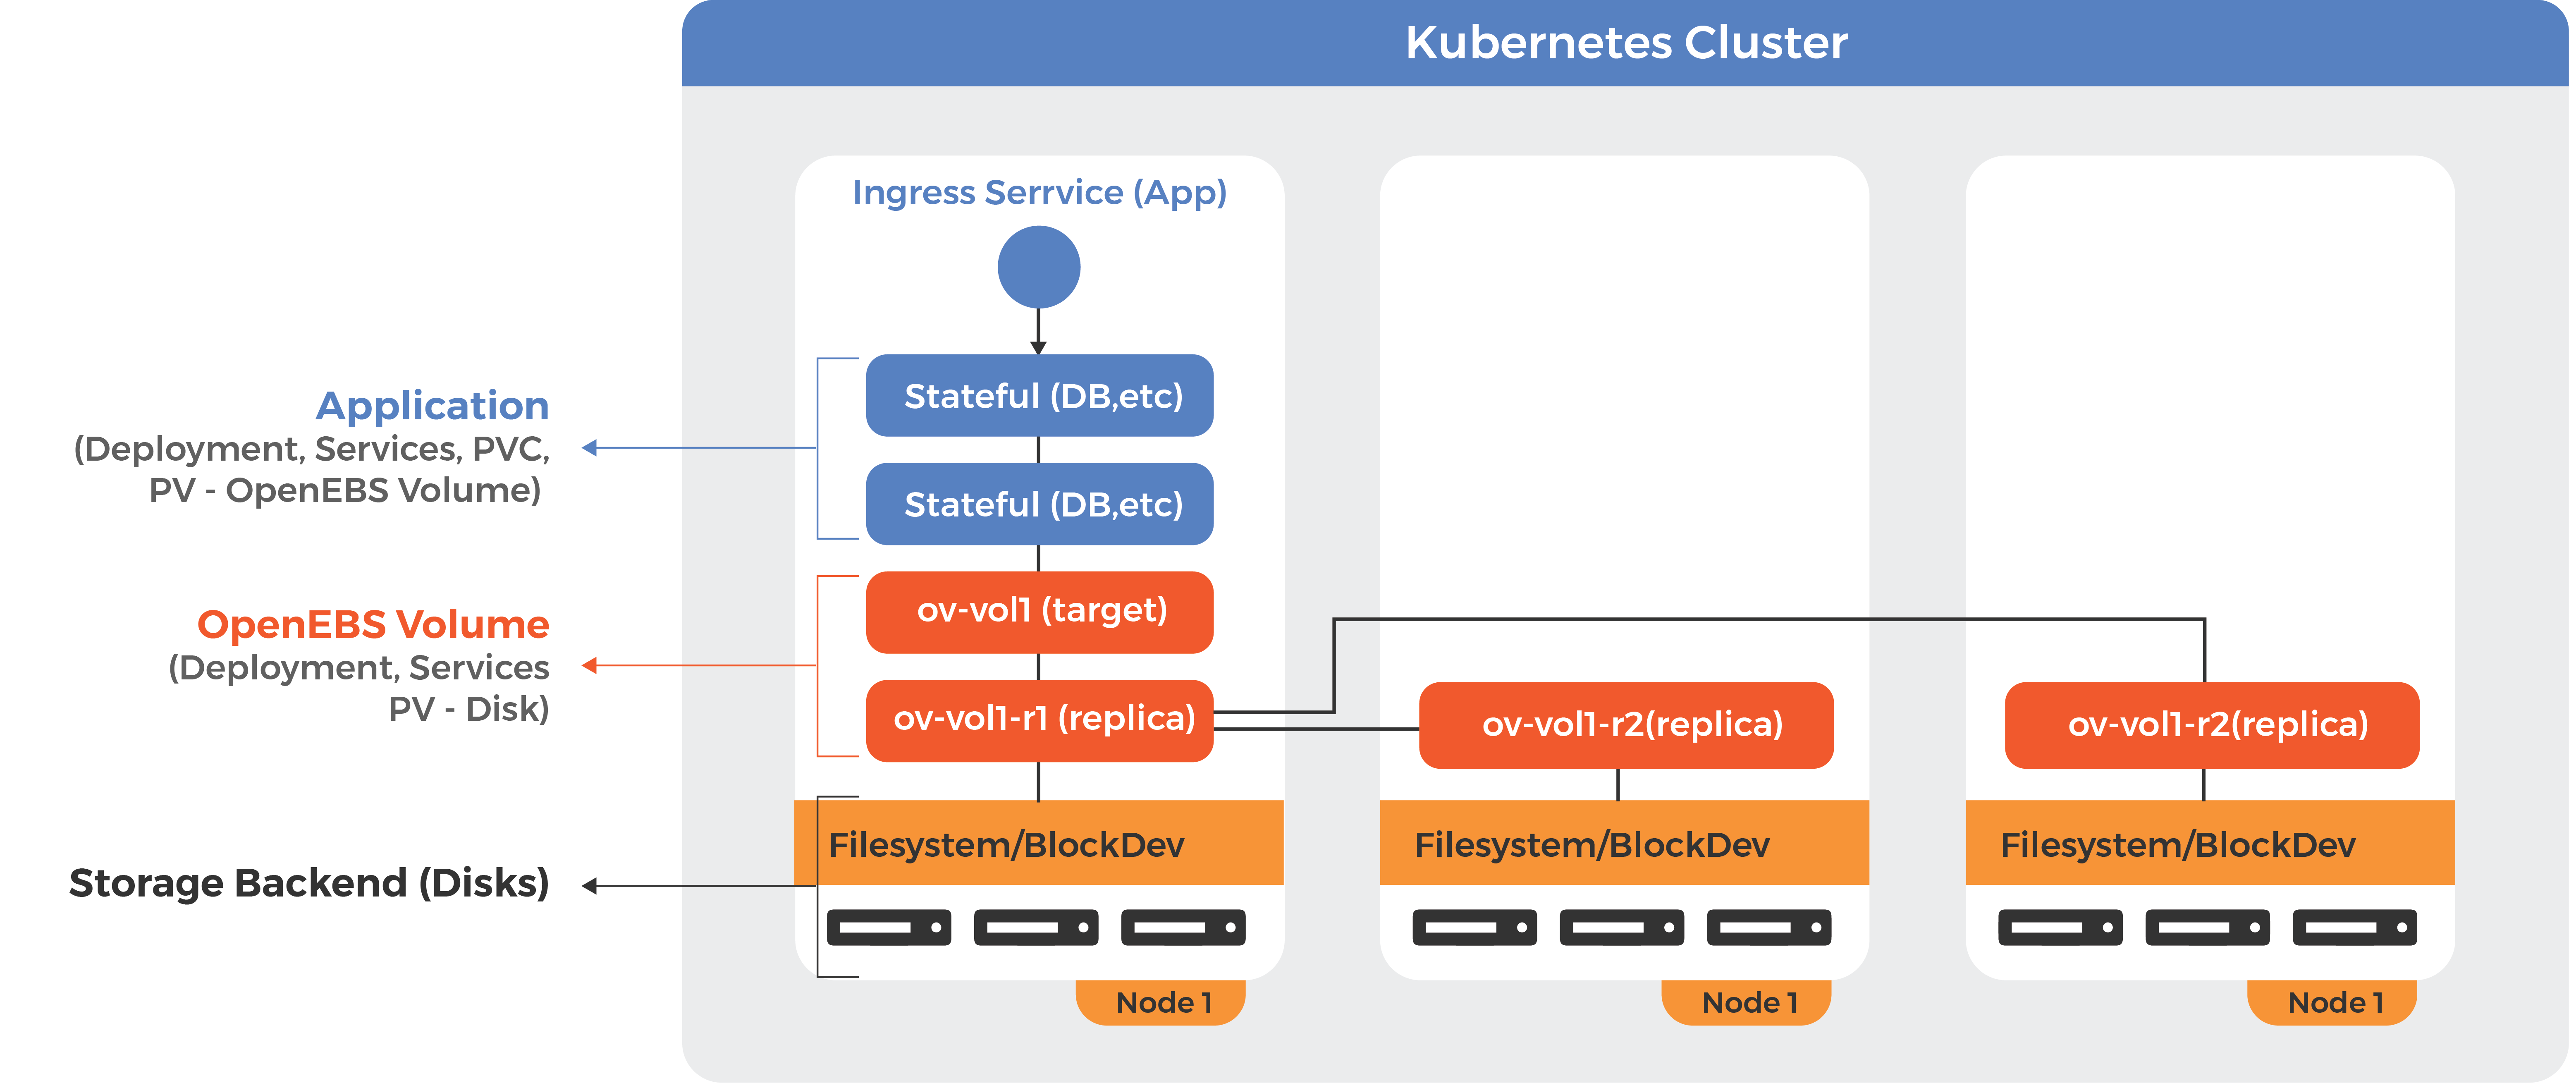 Kubernetes Cluster
Ingress Serrvice (App)
Stateful (DB,etc)
Stateful (DB,etc)
Application
(Deployment, Services, PVC,
PV - OpenEBS Volume)
ov-vol1 (target)
OpenEBS Volume
(Deployment, Services
PV - Disk)
ov-vol1-r1 (replica)
ov-vol1-r2(replica)
ov-vol1-r2(replica)
Storage Backend (Disks)
Filesystem/BlockDev
Filesystem/BlockDev
Filesystem/BlockDev
Node 1
Node 1
Node 1